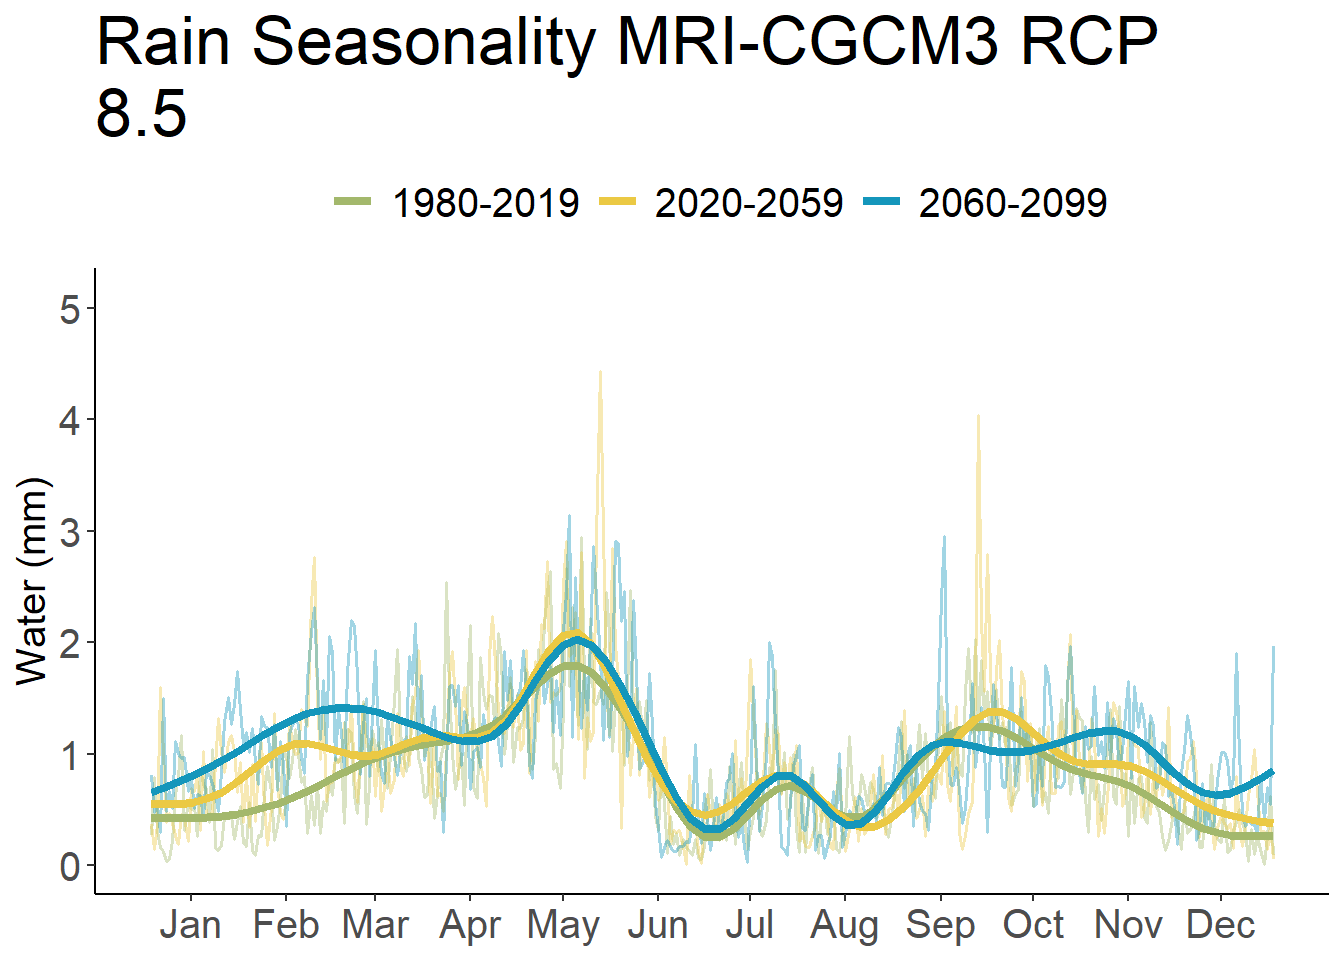 Rain Seasonality MRI-CGCM3 RCP
8.5
1980-2019 2020-2059 2060-2099
5
4
3
2
1
0
Water (mm)
Jan Feb Mar Apr May Jun Jul Aug Sep Oct Nov Dec